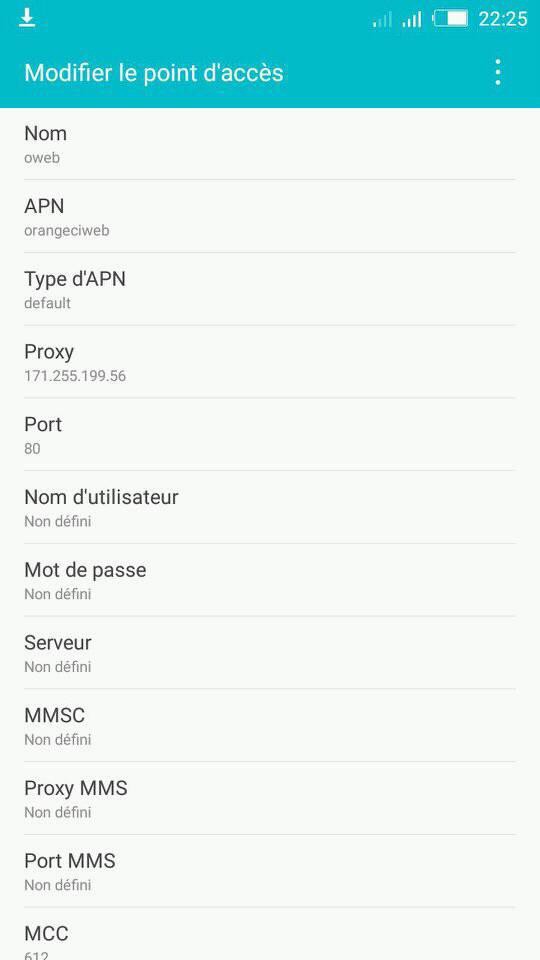 22:25
Modifier le point d'accès
Nom
oweb
APN
orangeciweb
Type d'APN
default
Proxy
171.255.199.56
Port
80
Nom d'utilisateur
Non défini
Mot de passe
Non défini
Serveur
Non défini
MMSC
Non défini
Proxy MMS
Non défini
Port MMS
Non défini
MCC
612